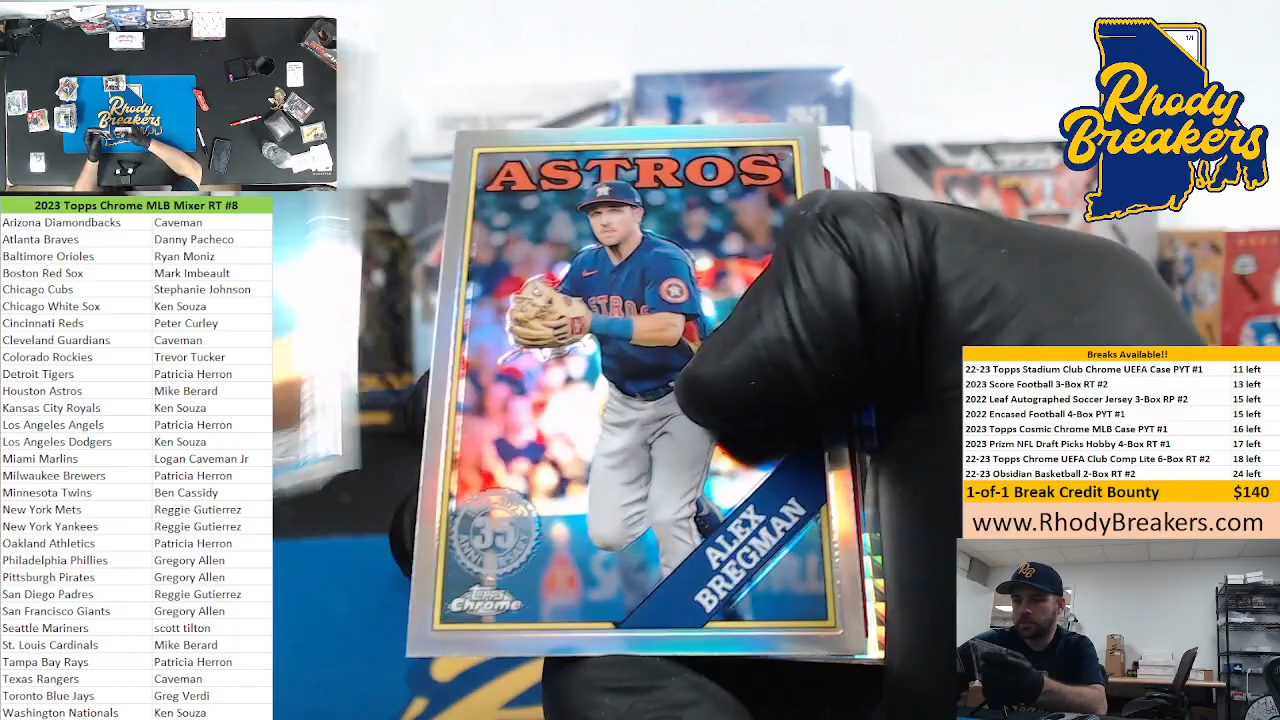 1/1
Rhody
Breakers
Rhody
Breakers
2023 Topps Chrome MLB Mixer RT #8
Arizona Diamondbacks Caveman
Atlanta Braves Danny Pacheco
Baltimore Orioles Ryan Moniz
Boston Red Sox Mark Imbeault
Chicago Cubs Stephanie Johnson
Chicago White Sox Ken Souza
Cincinnati Reds Peter Curley
Cleveland Guardians Caveman
Colorado Rockies Trevor Tucker
Detroit Tigers Patricia Herron
Houston Astros Mike Berard
Kansas City Royals Ken Souza
Los Angeles Angels Patricia Herron
Los Angeles Dodgers Ken Souza
Miami Marlins Logan Caveman Jr
Milwaukee Brewers Patricia Herron
Minnesota Twins Ben Cassidy
New York Mets Reggie Gutierrez
New York Yankees Reggie Gutierrez
Oakland Athletics Patricia Herron
Philadelphia Phillies Gregory Allen
Pittsburgh Pirates Gregory Allen
San Diego Padres Reggie Gutierrez
San Francisco Giants Gregory Allen
Seattle Mariners scott tilton
St. Louis Cardinals Mike Berard
Tampa Bay Rays Patricia Herron
Texas Rangers Caveman
Toronto Blue Jays Greg Verdi
Washington Nationals Ken Souza
ASTROS
ASTROS
35
ANNIVERSARY
Topps
Chrome
ALEX
BREGMAN
Breaks Available!!
22-23 Topps Stadium Club Chrome UEFA Case PYT #1 11 left
2023 Score Football 3-Box RT #2 13 left
2022 Leaf Autographed Soccer Jersey 3-Box RP #2 15 left
2022 Encased Football 4-Box PYT #1 15 left
2023 Topps Cosmic Chrome MLB Case PYT #1 16 left
2023 Prizm NFL Draft Picks Hobby 4-Box RT #1 17 left
22-23 Topps Chrome UEFA Club Comp Lite 6-Box RT #2 18 left
22-23 Obsidian Basketball 2-Box RT #2 24 left
1-of-1 Break Credit Bounty $140
www.RhodyBreakers.com
RB